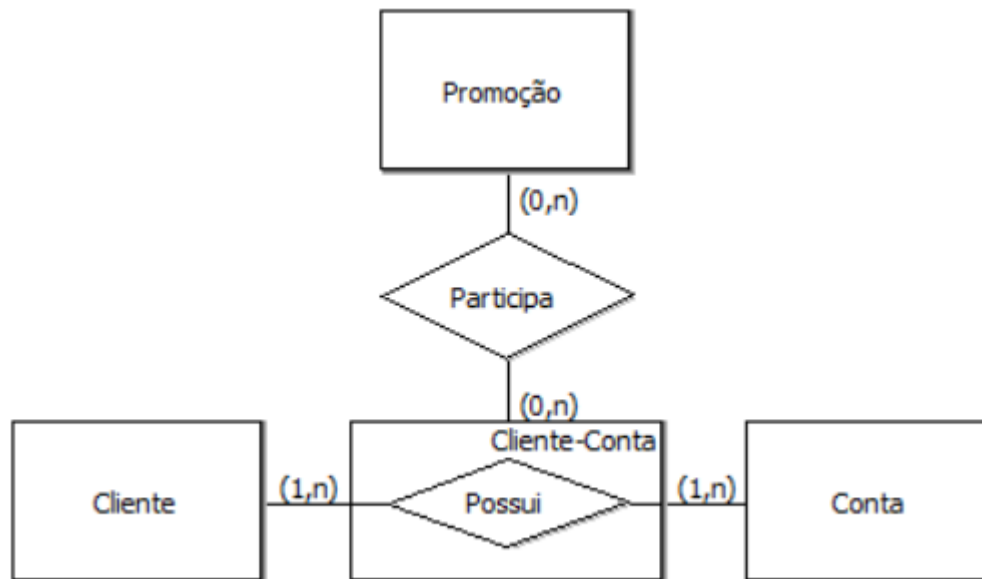 Promoção
(0,n)
Participa
(0,n)
Cliente-Conta
Cliente
(1,n)
Possui
(1,n)
Conta